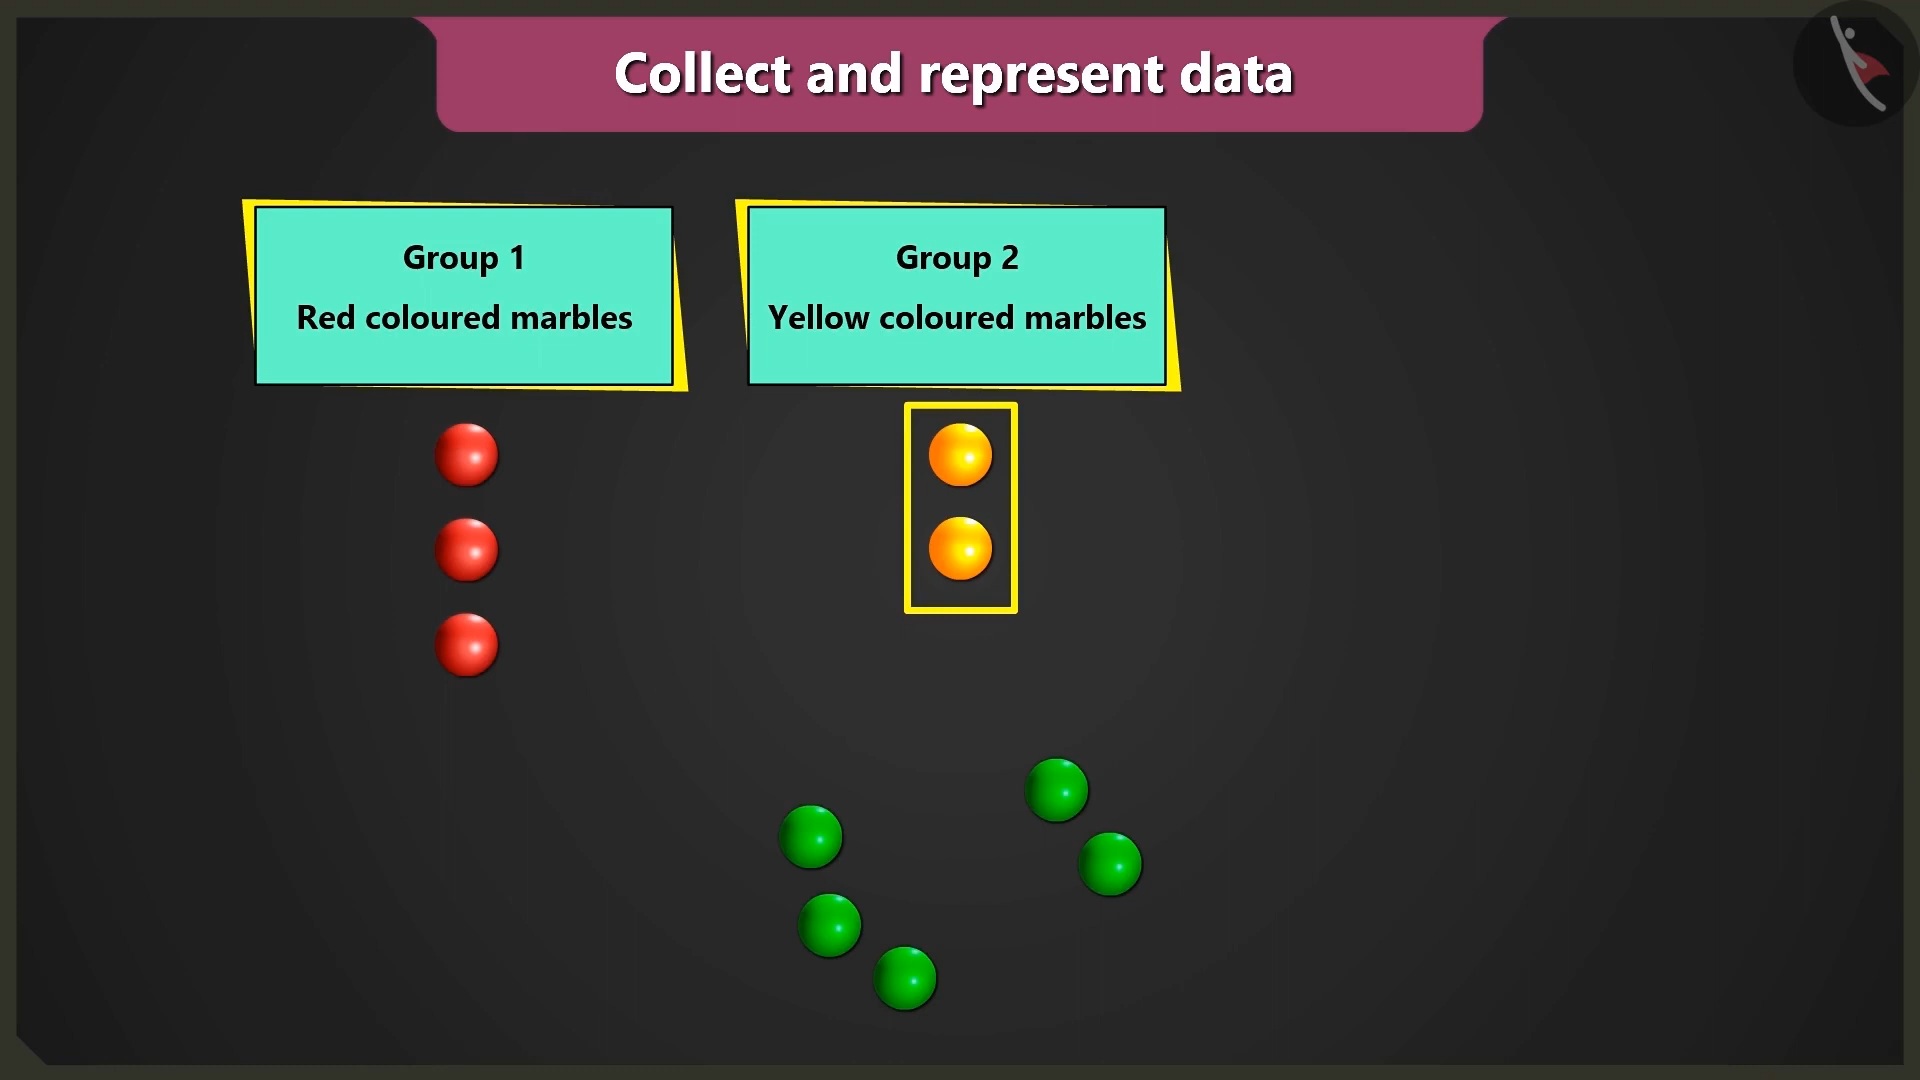 Collect and represent data
Group 1
Red coloured marbles
Group 2
Yellow coloured marbles